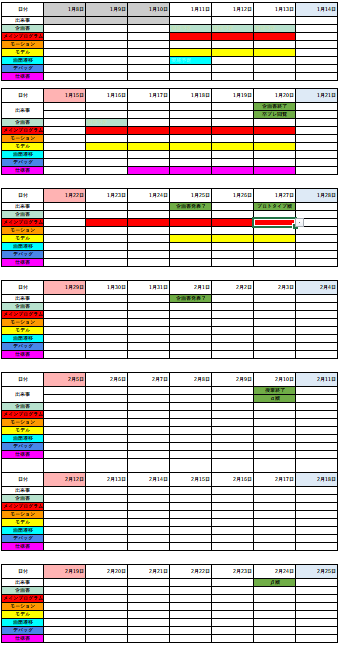 日付 1月8日 1月9日 1月10日 1月11日 1月12日 1月13日 1月14日
出来事
企画書
メインプログラム
モーション
モデル
画面遷移
デバッグ
仕様書
日付 1月15日 1月16日 1月17日 1月18日 1月19日 1月20日 1月21日
出来事 企画書終了
企画書
メインプログラム
モーション
モデル
画面遷移
デバッグ
仕様書
日付 1月22日 1月23日 1月24日 1月25日 1月26日 1月27日 1月28日
出来事 企画書発表？ プロトタイプ版
企画書
メインプログラム
モーション
モデル
画面遷移
デバッグ
仕様書
日付 1月29日 1月30日 1月31日 2月1日 2月2日 2月3日 2月4日
出来事 企画書発表？
企画書
メインプログラム
モーション
モデル
画面遷移
デバッグ
仕様書
日付 2月5日 2月6日 2月7日 2月8日 2月9日 2月10日 2月11日
出来事 授業終了
α版
企画書
メインプログラム
モーション
モデル
画面遷移
デバッグ
仕様書
日付 2月12日 2月13日 2月14日 2月15日 2月16日 2月17日 2月18日
出来事
企画書
メインプログラム
モーション
モデル
画面遷移
デバッグ
仕様書
日付 2月19日 2月20日 2月21日 2月22日 2月23日 2月24日 2月25日
出来事 β版
企画書
メインプログラム
モーション
モデル
画面遷移
デバッグ
仕様書